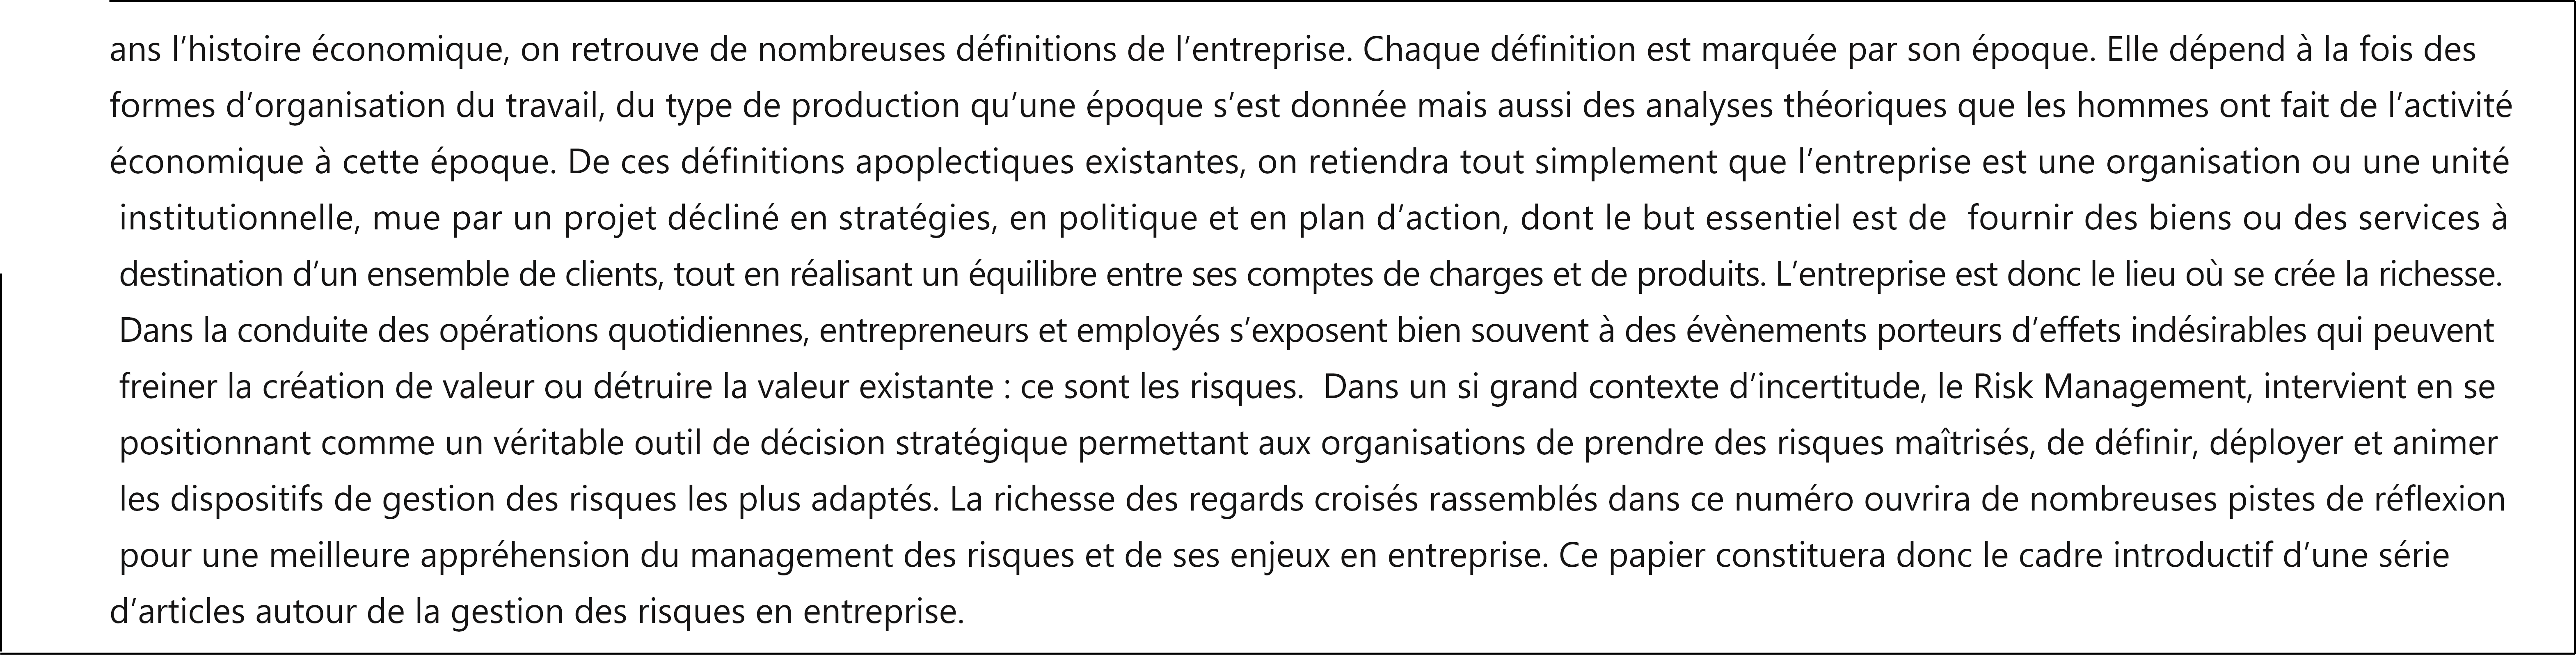 ans l’histoire économique, on retrouve de nombreuses définitions de l’entreprise. Chaque définition est marquée par son époque. Elle dépend à la fois des
formes d’organisation du travail, du type de production qu’une époque s’est donnée mais aussi des analyses théoriques que les hommes ont fait de l’activité
économique à cette époque. De ces définitions apoplectiques existantes, on retiendra tout simplement que l’entreprise est une organisation ou une unité
institutionnelle, mue par un projet décliné en stratégies, en politique et en plan d’action, dont le but essentiel est de  fournir des biens ou des services à
destination d’un ensemble de clients, tout en réalisant un équilibre entre ses comptes de charges et de produits. L’entreprise est donc le lieu où se crée la richesse.
Dans la conduite des opérations quotidiennes, entrepreneurs et employés s’exposent bien souvent à des évènements porteurs d’effets indésirables qui peuvent
freiner la création de valeur ou détruire la valeur existante : ce sont les risques.  Dans un si grand contexte d’incertitude, le Risk Management, intervient en se
positionnant comme un véritable outil de décision stratégique permettant aux organisations de prendre des risques maîtrisés, de définir, déployer et animer
les dispositifs de gestion des risques les plus adaptés. La richesse des regards croisés rassemblés dans ce numéro ouvrira de nombreuses pistes de réflexion
pour une meilleure appréhension du management des risques et de ses enjeux en entreprise. Ce papier constituera donc le cadre introductif d’une série
d’articles autour de la gestion des risques en entreprise.